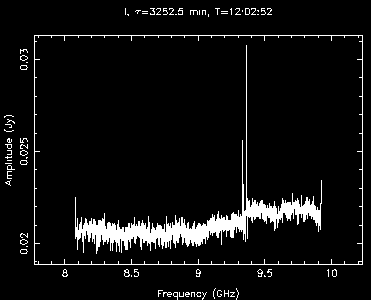 I, τ=3252.5 min, T=12:02:52
Amplitude (Jy)
0.03
0.025
0.02
8
8.5
9
9.5
10
Frequency (GHz)